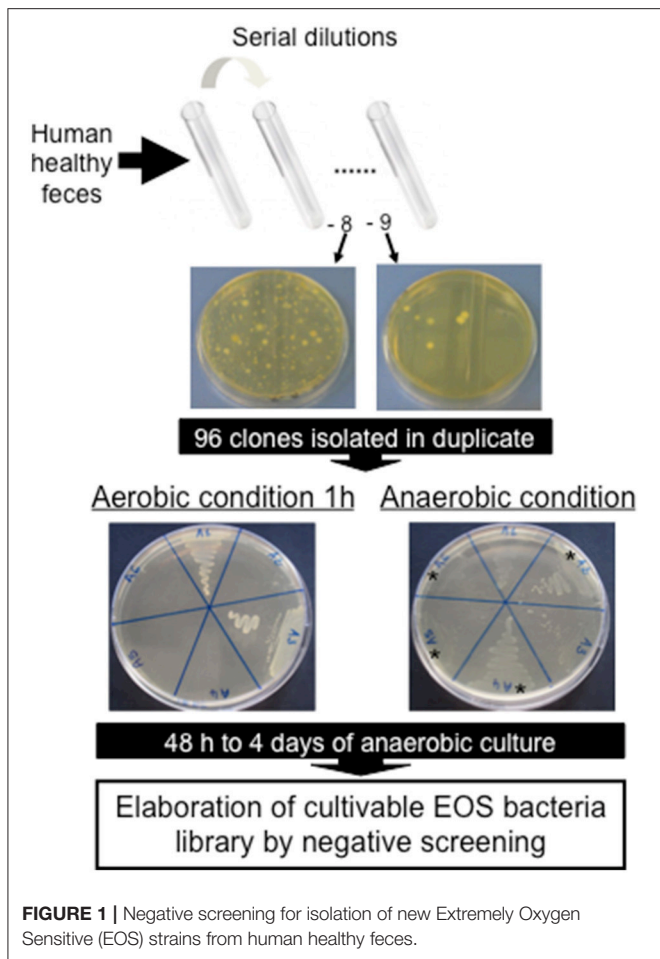 Serial dilutions
Human
healthy
feces
......
- 8 - 9
96 clones isolated in duplicate
Aerobic condition 1h Anaerobic condition
48 h to 4 days of anaerobic culture
Elaboration of cultivable EOS bacteria
library by negative screening
FIGURE 1 | Negative screening for isolation of new Extremely Oxygen
Sensitive (EOS) strains from human healthy feces.